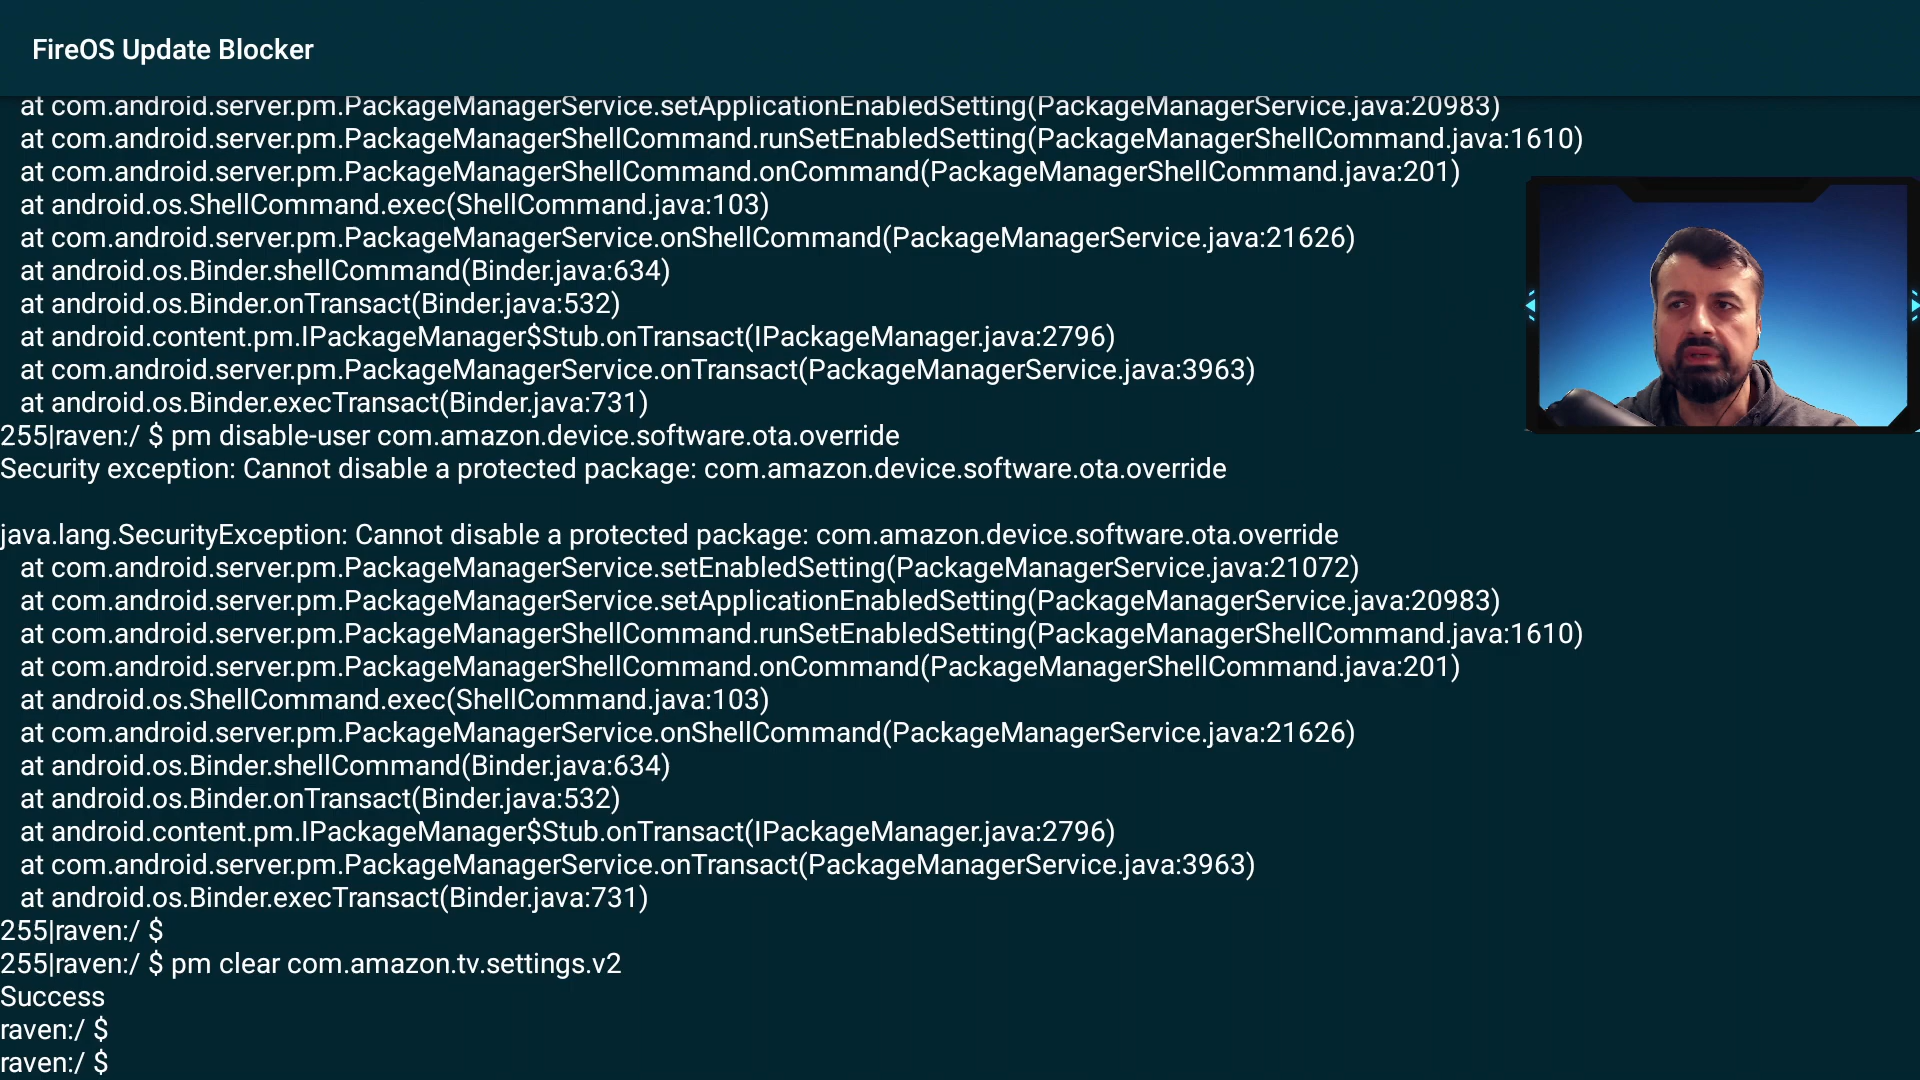 FireOS Update Blocker
at com.android.server.pm.PackageManagerService.setApplicationEnabledSetting(PackageManagerService.java:20983)
at com.android.server.pm.PackageManagerShellCommand.runSetEnabledSetting(PackageManagerShellCommand.java:1610)
at com.android.server.pm.PackageManagerShellCommand.onCommand(PackageManagerShellCommand.java:201)
at android.os.ShellCommand.exec(ShellCommand.java:103)
at com.android.server.pm.PackageManagerService.onShellCommand(PackageManagerService.java:21626)
at android.os.Binder.shellCommand(Binder.java:634)
at android.os.Binder.onTransact(Binder.java:532)
at android.content.pm.IPackageManager$Stub.onTransact(IPackageManager.java:2796)
at com.android.server.pm.PackageManagerService.onTransact(PackageManagerService.java:3963)
at android.os.Binder.execTransact(Binder.java:731)
255|raven:/ $ pm disable-user com.amazon.device.software.ota.override
Security exception: Cannot disable a protected package: com.amazon.device.software.ota.override
java.lang.SecurityException: Cannot disable a protected package: com.amazon.device.software.ota.override
at com.android.server.pm.PackageManagerService.setEnabledSetting(PackageManagerService.java:21072)
at com.android.server.pm.PackageManagerService.setApplicationEnabledSetting(PackageManagerService.java:20983)
at com.android.server.pm.PackageManagerShellCommand.runSetEnabledSetting(PackageManagerShellCommand.java:1610)
at com.android.server.pm.PackageManagerShellCommand.onCommand(PackageManagerShellCommand.java:201)
at android.os.ShellCommand.exec(ShellCommand.java:103)
at com.android.server.pm.PackageManagerService.onShellCommand(PackageManagerService.java:21626)
at android.os.Binder.shellCommand(Binder.java:634)
at android.os.Binder.onTransact(Binder.java:532)
at android.content.pm.IPackageManager$Stub.onTransact(IPackageManager.java:2796)
at com.android.server.pm.PackageManagerService.onTransact(PackageManagerService.java:3963)
at android.os.Binder.execTransact(Binder.java:731)
255|raven:/ $
255|raven:/ $ pm clear com.amazon.tv.settings.v2
Success
raven:/ $
raven:/ $